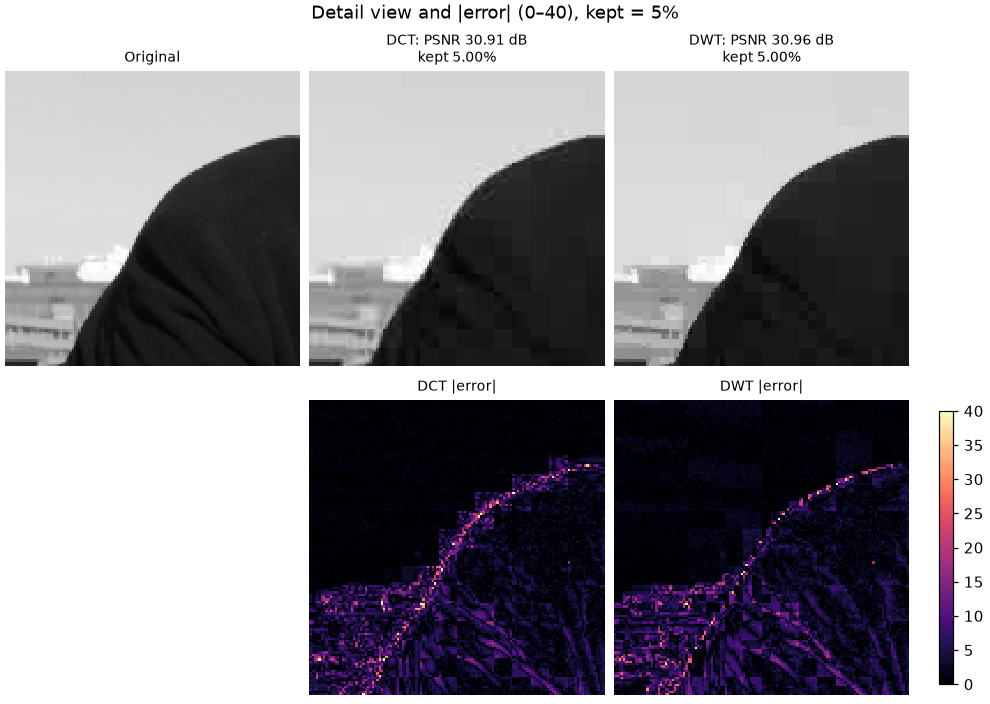 Detail view and |error| (0–40), kept = 5%
Original
DCT: PSNR 30.91 dB
kept 5.00%
DWT: PSNR 30.96 dB
kept 5.00%
DCT |error|
DWT |error|
40
35
30
25
20
15
10
5
0